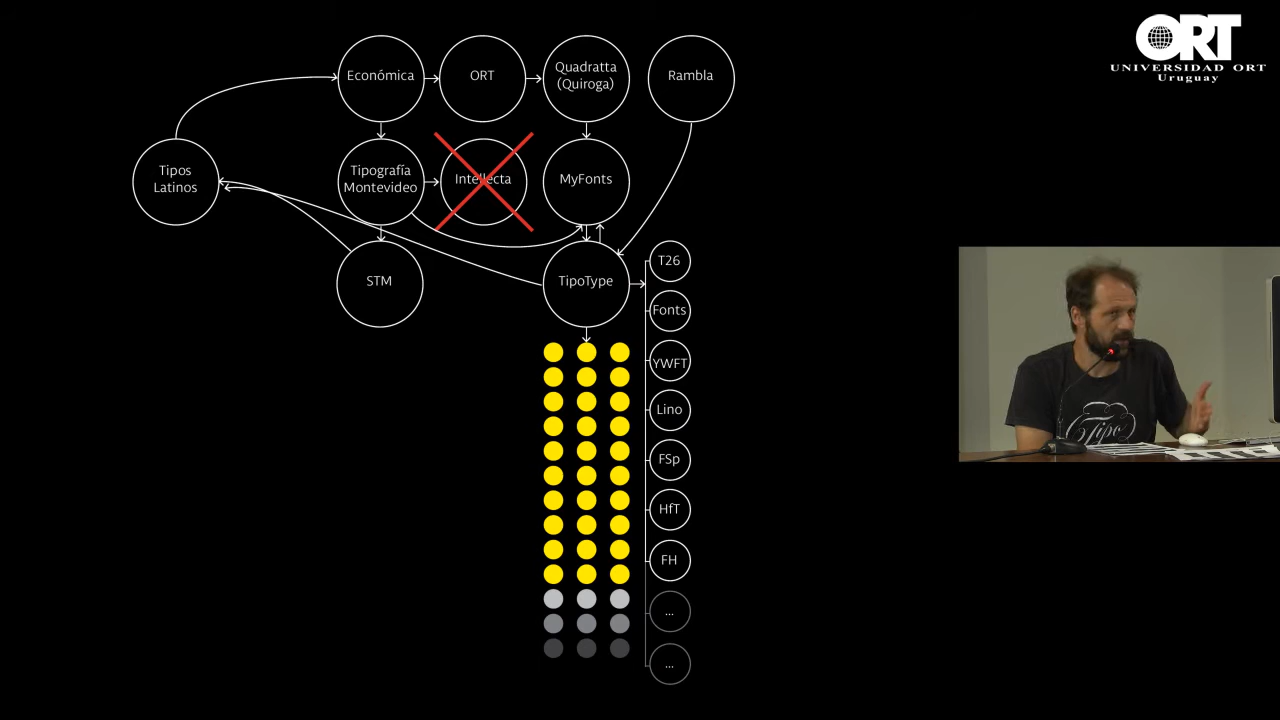 ORT
UNIVERSIDAD ORT
Uruguay
Económica
ORT
Quadratta
(Quiroga)
Rambla
Tipos
Latinos
Tipografía
Montevideo
Intellecta
MyFonts
STM
TipoType
T26
Fonts
YWFT
Lino
FSp
HfT
FH
...
...
Tipo